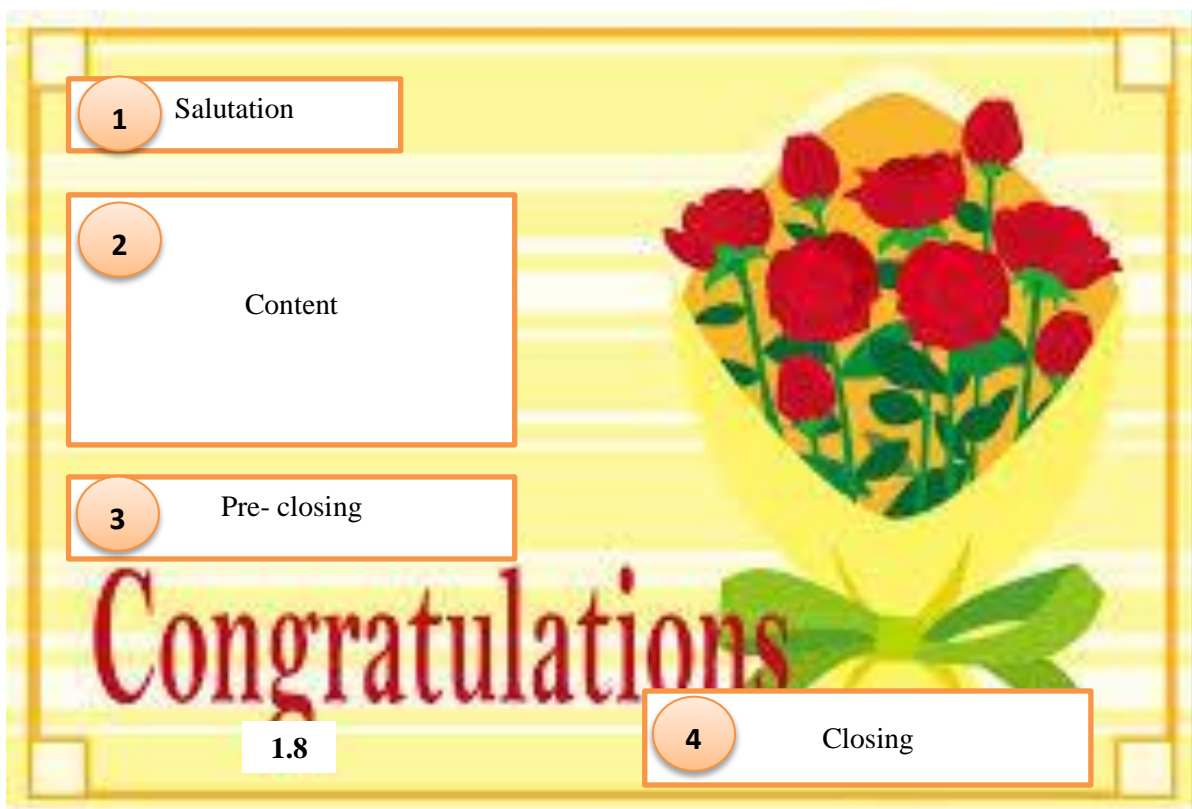 1 Salutation
2
Content
3 Pre- closing
Congratulations
1.8
4 Closing